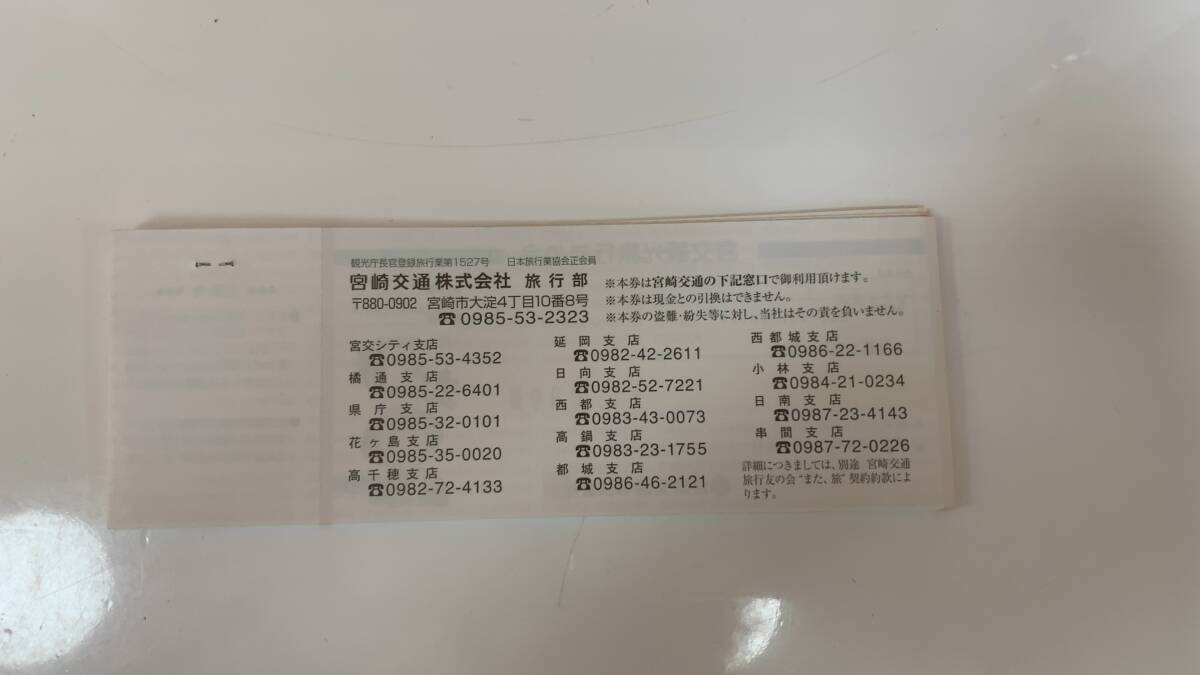 観光庁長官登録旅行業第1527号 日本旅行業協会正会員
宮崎交通株式会社 旅行部
〒880-0902 宮崎市大淀4丁目10番8号
☎0985-53-2323
※本券は宮崎交通の下記窓口で御利用頂けます。
※本券は現金との引換はできません。
※本券の盗難・紛失等に対し、当社はその責を負いません。
宮交シティ支店
☎0985-53-4352
橘通支店
☎0985-22-6401
県庁支店
☎0985-32-0101
花ヶ島支店
☎0985-35-0020
高千穂支店
☎0982-72-4133
延岡支店
☎0982-42-2611
日向支店
☎0982-52-7221
西都支店
☎0983-43-0073
高鍋支店
☎0983-23-1755
都城支店
☎0986-46-2121
西都城支店
☎0986-22-1166
小林支店
☎0984-21-0234
日南支店
☎0987-23-4143
串間支店
☎0987-72-0226
詳細につきましては、別途 宮崎交通
旅行友の会“また、旅”契約約款によ
ります。